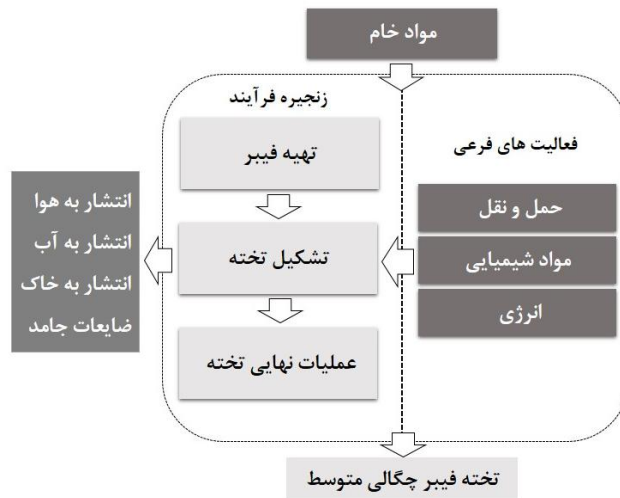 مواد خام
فعالیت های فرعی
حمل و نقل
مواد شیمیایی
انرژی
زنجیره فرآیند
تهیه فیبر
تشکیل تخته
عملیات نهایی تخته
انتشار به هوا
انتشار به آب
انتشار به خاک
ضایعات جامد
تخته فیبر چگالی متوسط